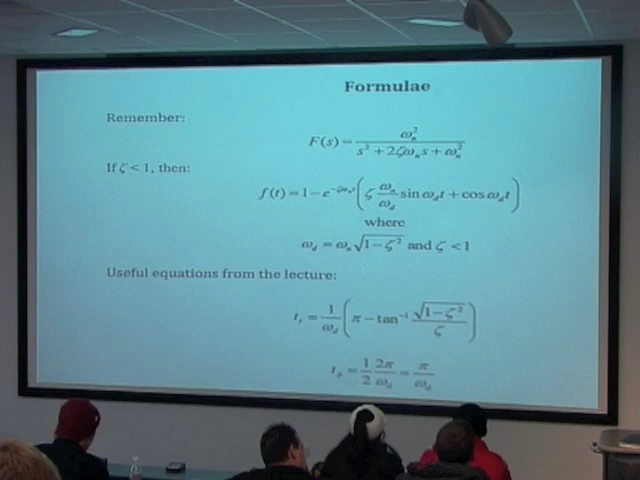 Formulae
Remember:
F(s) = ω_n² / (s² + 2ζω_n s + ω_n²)
If ζ < 1, then:
f(t) = 1 − e^(−ζω_n t) (ζ (ω_n / ω_d) sin ω_d t + cos ω_d t)
where
ω_d = ω_n √(1 − ζ²) and ζ < 1
Useful equations from the lecture:
t_r = (1 / ω_d) (π − tan⁻¹ (√(1 − ζ²) / ζ))
t_p = (1 / 2) (2π / ω_d) = π / ω_d